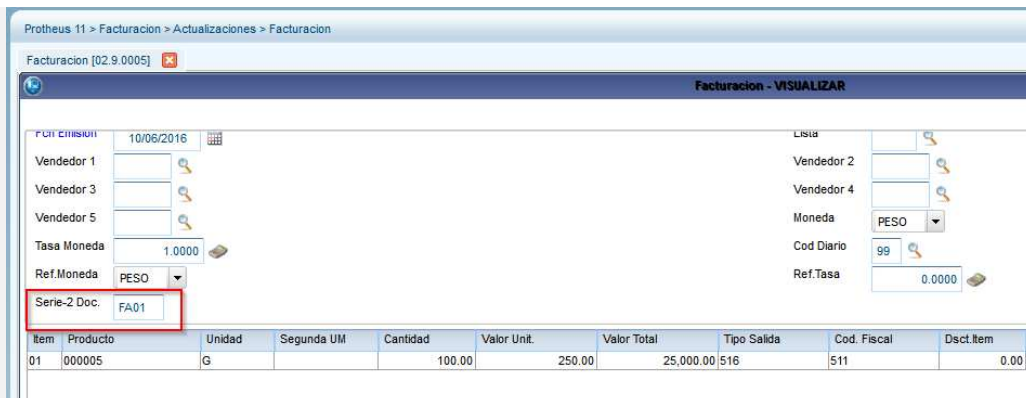 Protheus 11 > Facturacion > Actualizaciones > Facturacion
Facturacion [02.9.0005]
Facturacion - VISUALIZAR
Fch Emision 10/06/2016 Lista
Vendedor 1 Vendedor 2
Vendedor 3 Vendedor 4
Vendedor 5 Moneda PESO
Tasa Moneda 1.0000 Cod Diario 99
Ref.Moneda PESO Ref.Tasa 0.0000
Serie-2 Doc. FA01
Item Producto Unidad Segunda UM Cantidad Valor Unit. Valor Total Tipo Salida Cod. Fiscal Dsct.Item
01 000005 G 100.00 250.00 25,000.00 516 511 0.00